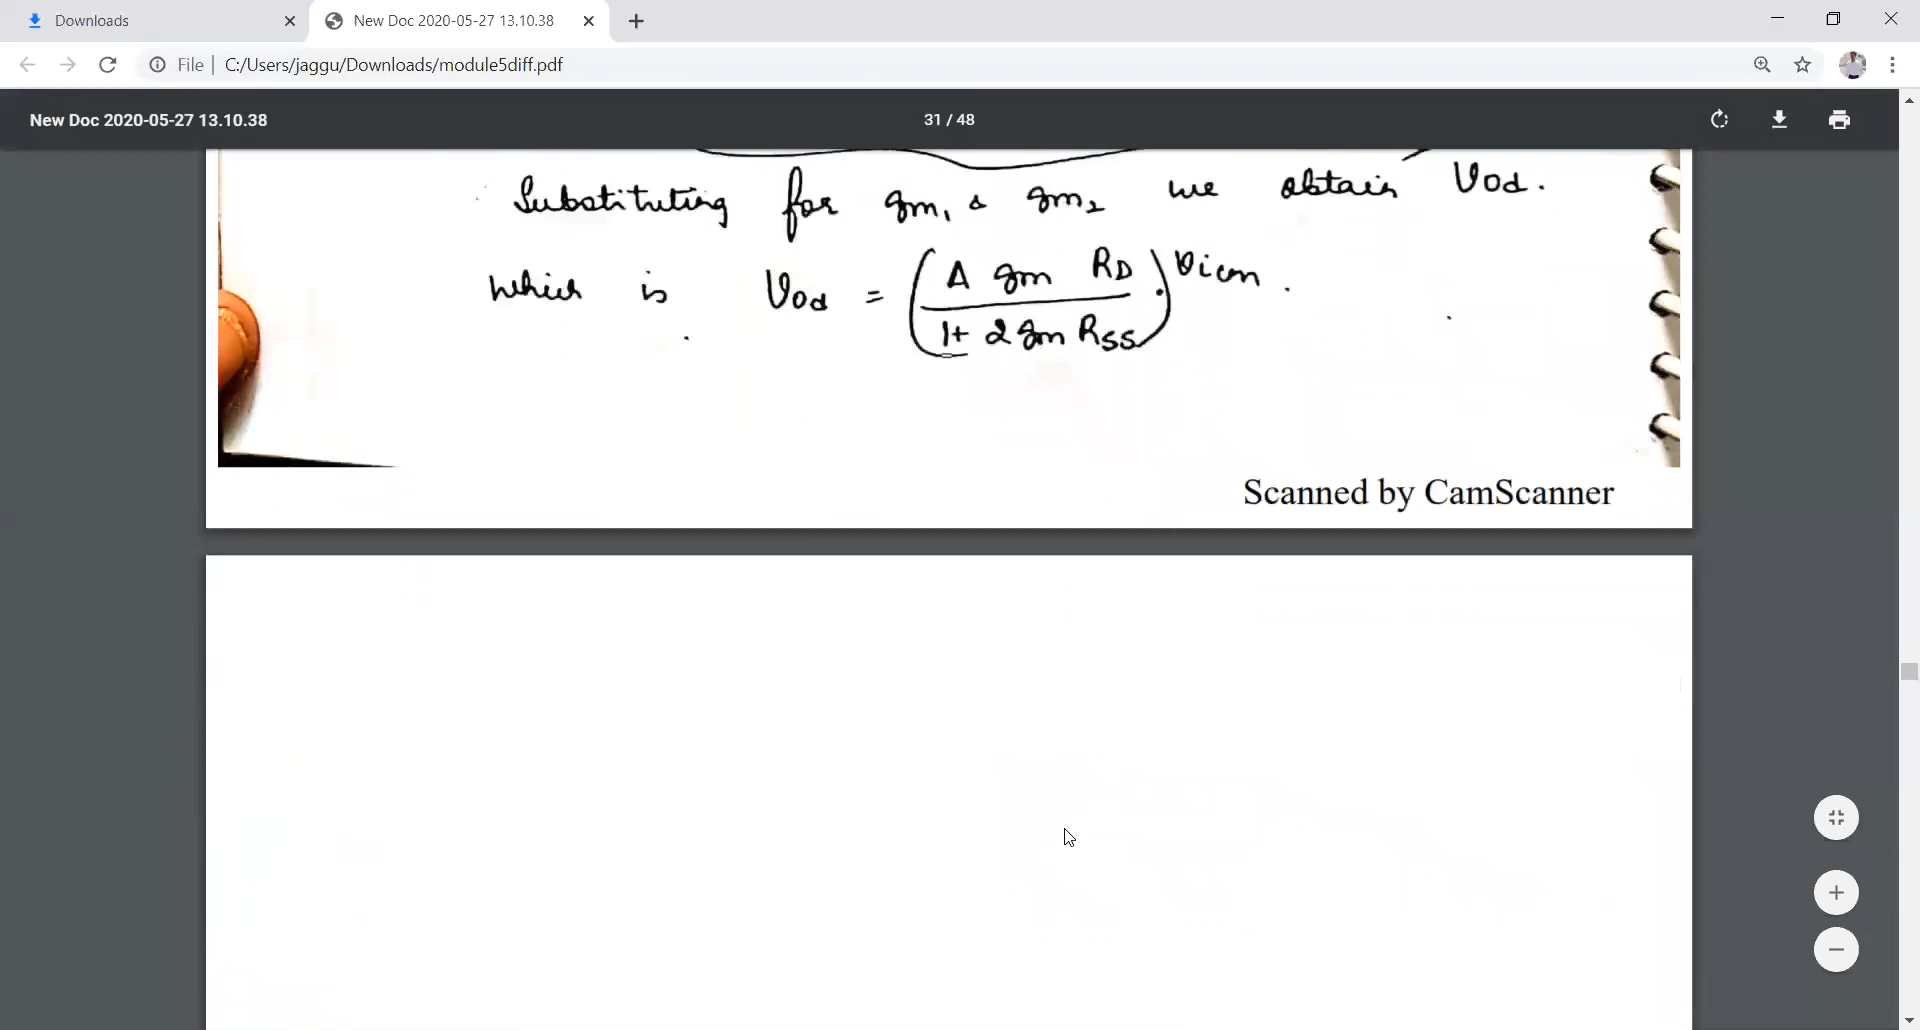 Downloads
New Doc 2020-05-27 13.10.38
File | C:/Users/jaggu/Downloads/module5diff.pdf
New Doc 2020-05-27 13.10.38
31 / 48
Substituting for gm1 & gm2 we obtain Vod.
which is Vod = (Δ gm RD / 1+ 2 gm RSS) . Vicm .
Scanned by CamScanner